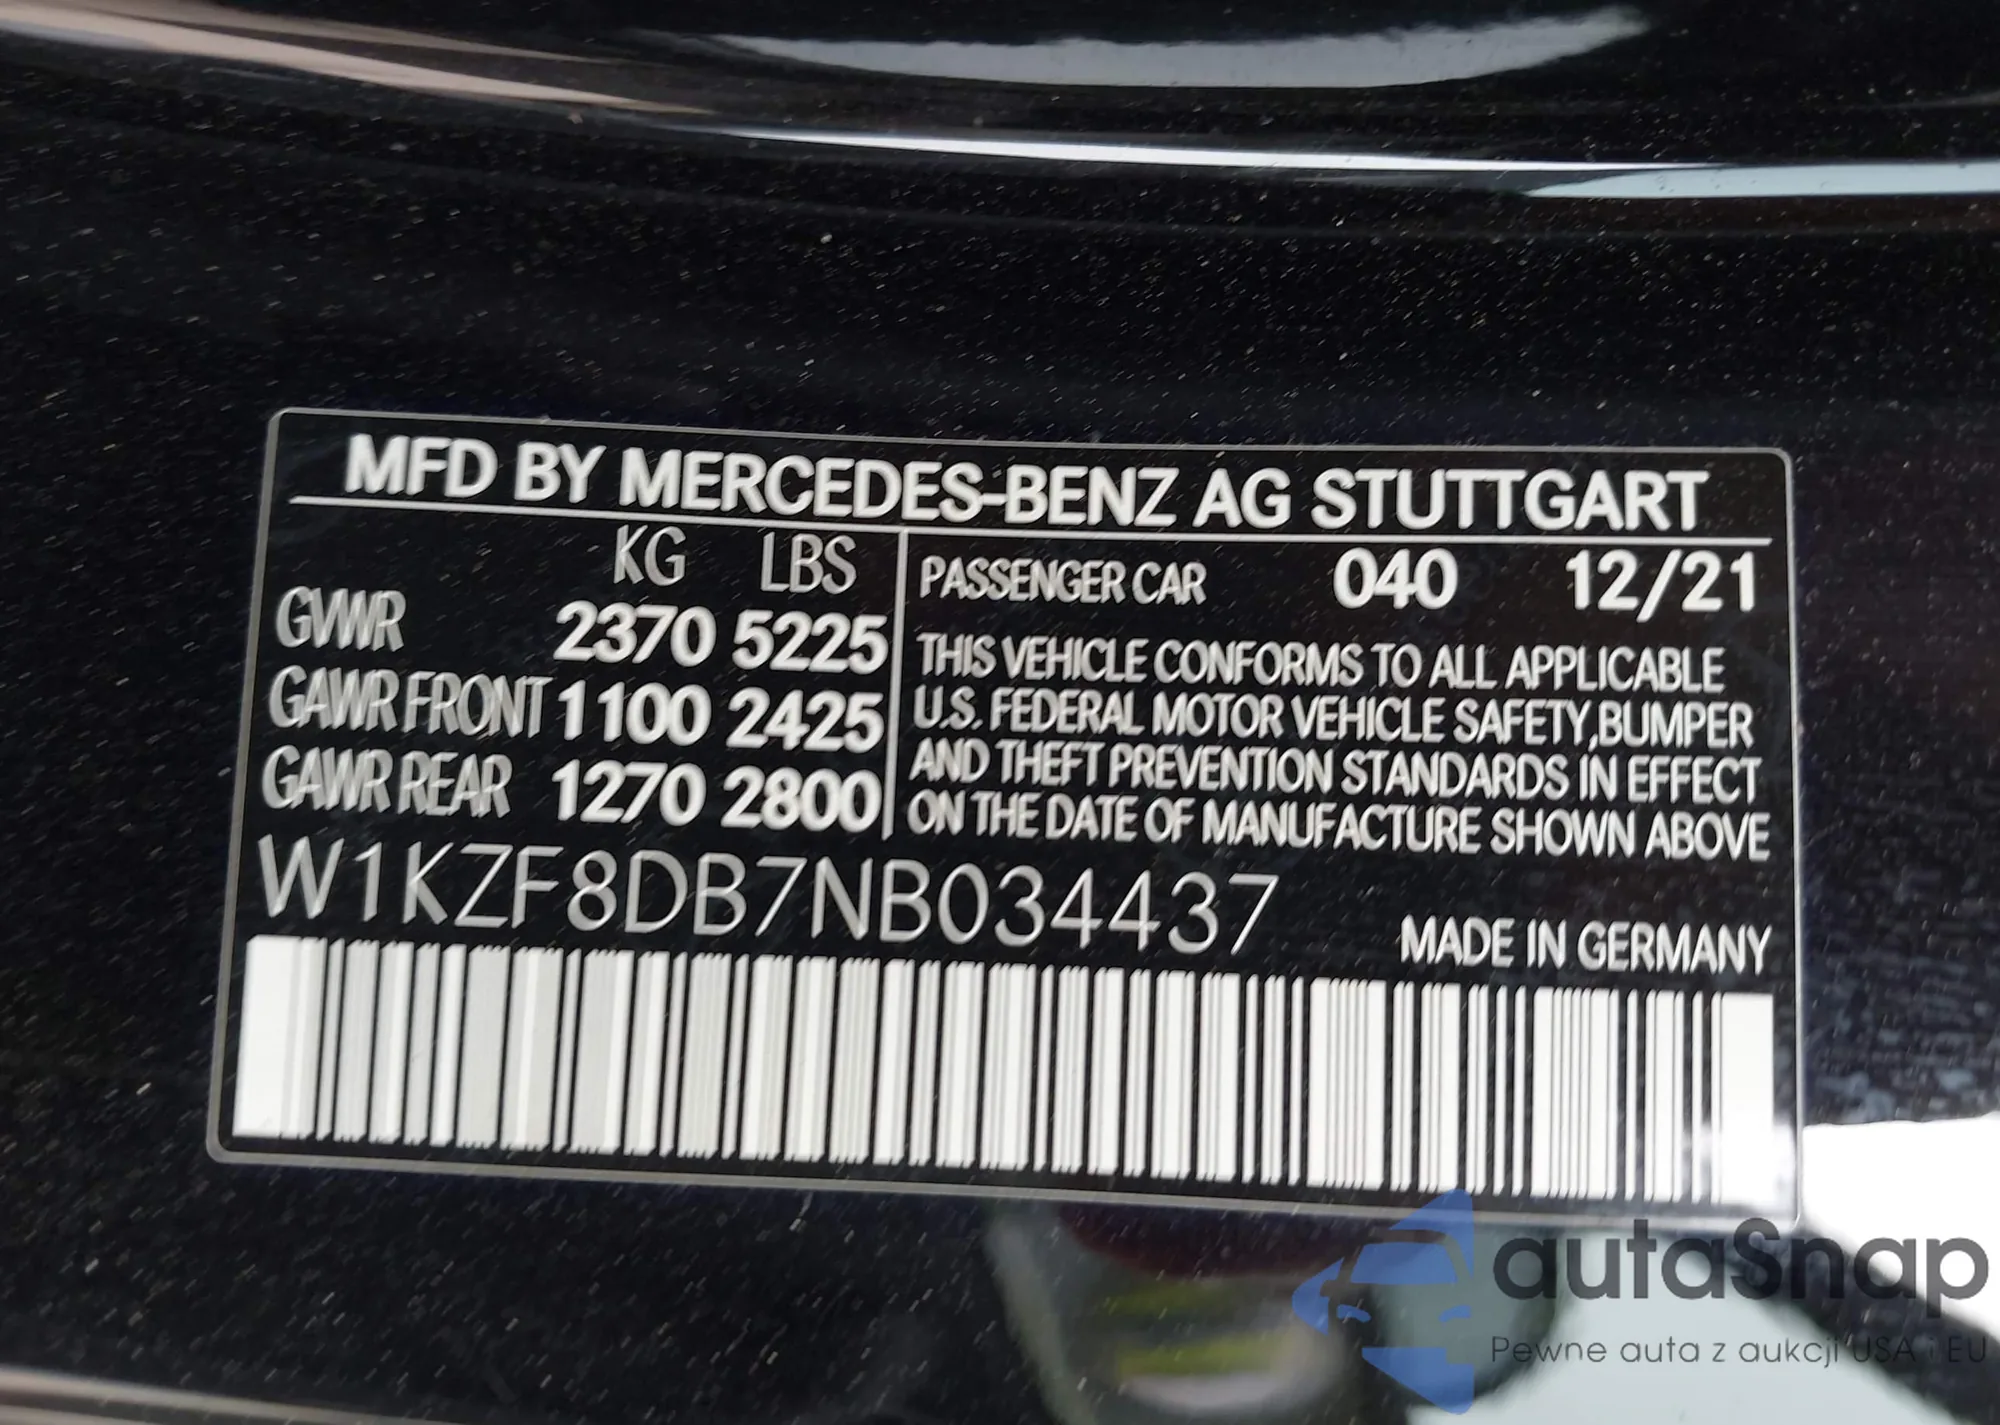 MFD BY MERCEDES-BENZ AG STUTTGART
KG LBS
GVWR 2370 5225
GAWR FRONT 1100 2425
GAWR REAR 1270 2800
PASSENGER CAR 040 12/21
THIS VEHICLE CONFORMS TO ALL APPLICABLE
U.S. FEDERAL MOTOR VEHICLE SAFETY,BUMPER
AND THEFT PREVENTION STANDARDS IN EFFECT
ON THE DATE OF MANUFACTURE SHOWN ABOVE
W1KZF8DB7NB034437
MADE IN GERMANY
autaSnap
Pewne auta z aukcji USA i EU